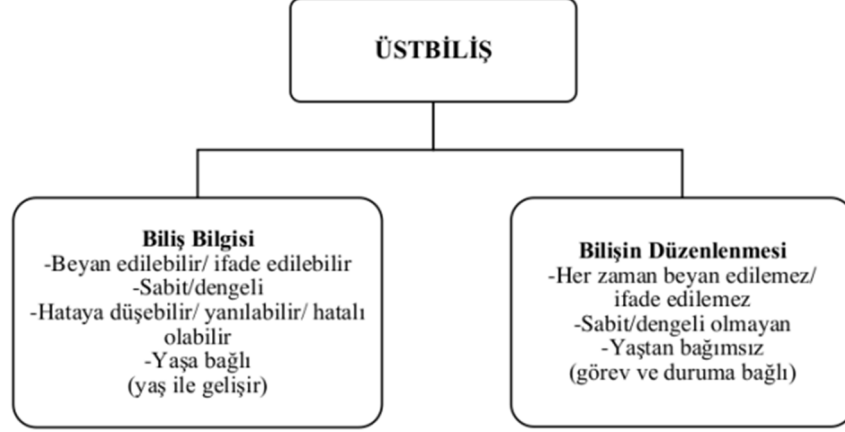 ÜSTBİLİŞ
Biliş Bilgisi
-Beyan edilebilir/ ifade edilebilir
-Sabit/dengeli
-Hataya düşebilir/ yanılabilir/ hatalı
olabilir
-Yaşa bağlı
(yaş ile gelişir)
Bilişin Düzenlenmesi
-Her zaman beyan edilemez/
ifade edilemez
-Sabit/dengeli olmayan
-Yaştan bağımsız
(görev ve duruma bağlı)